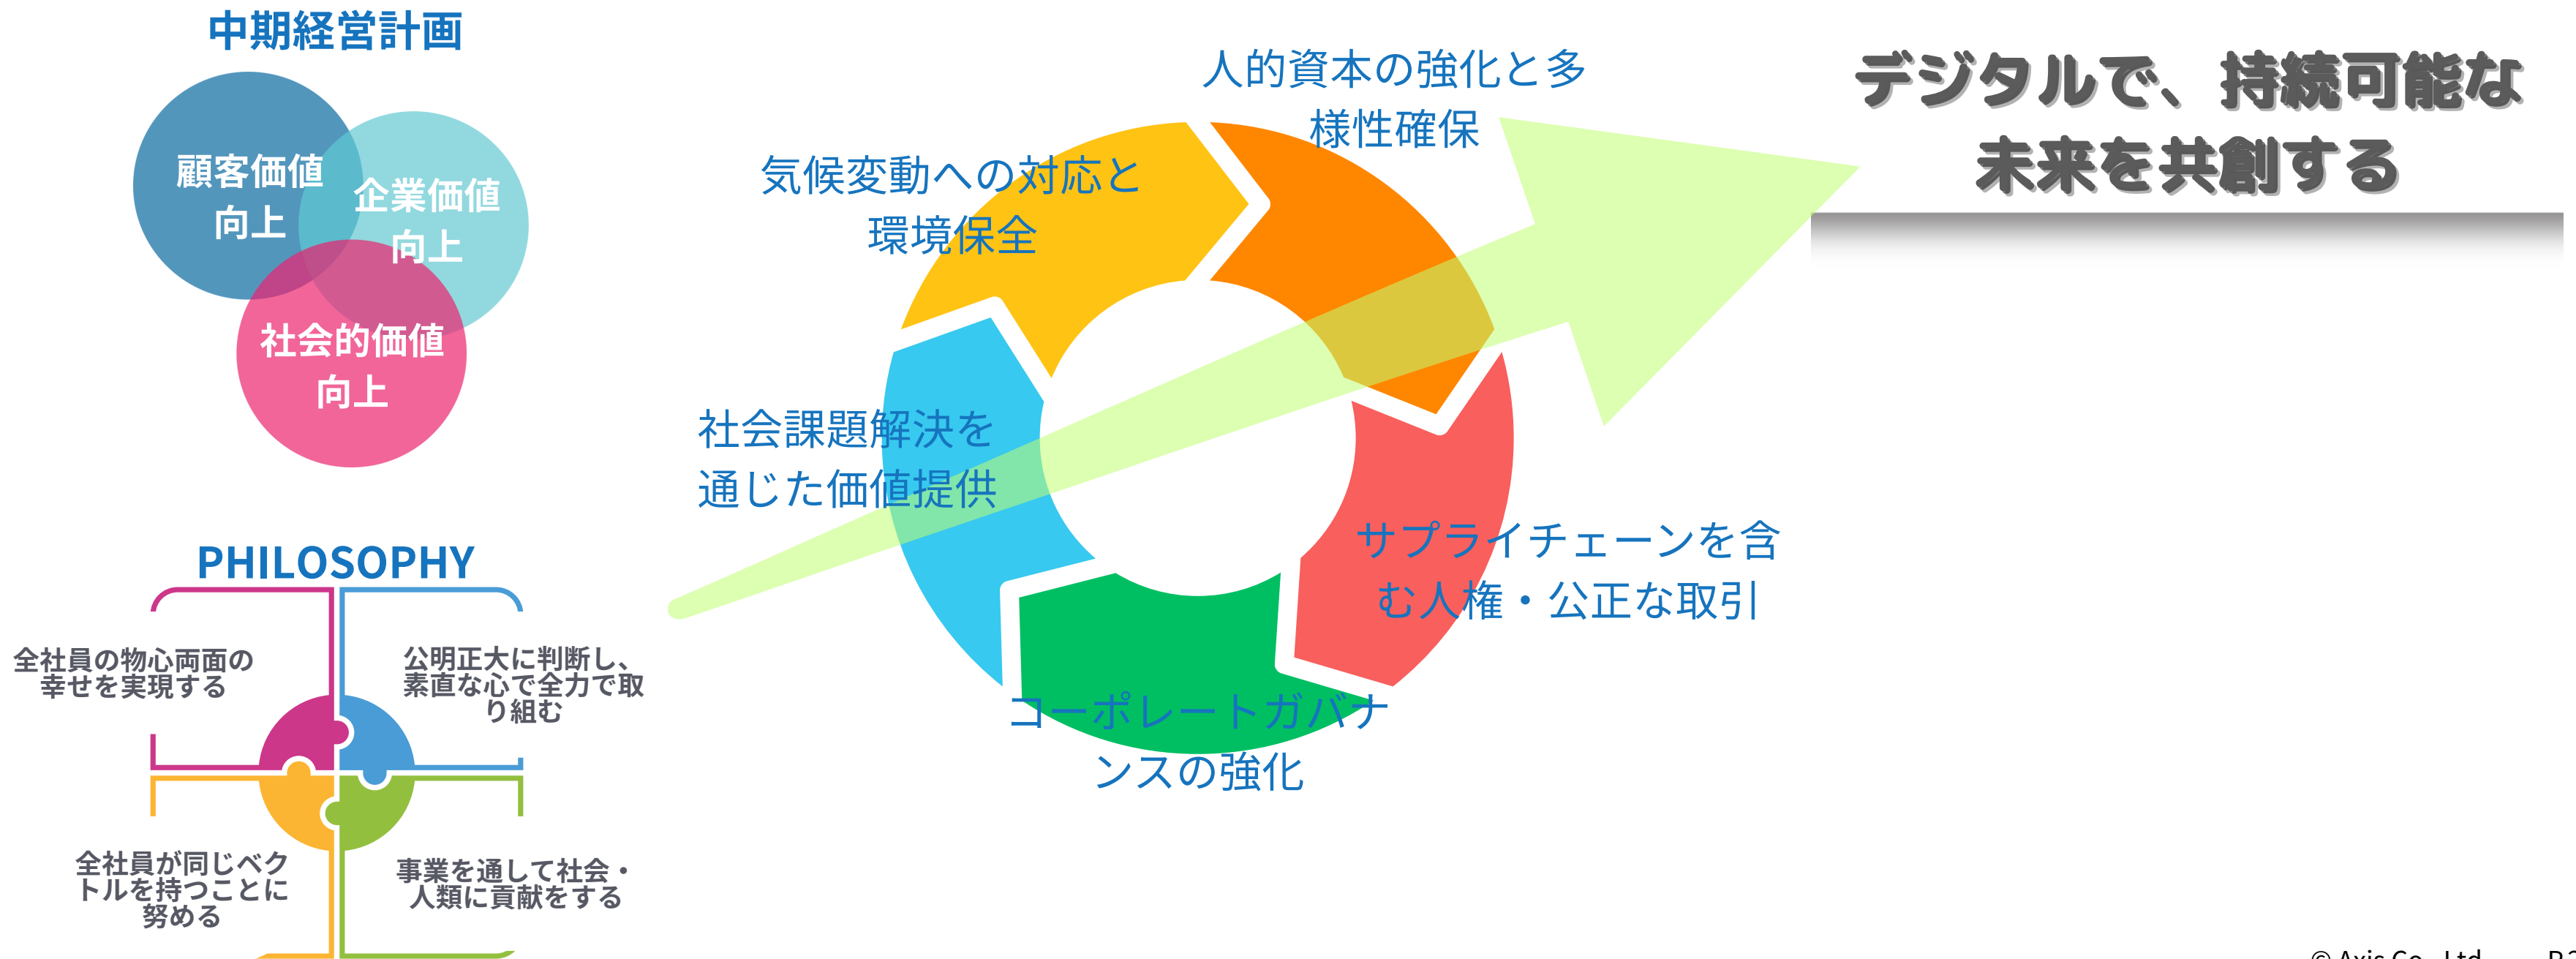 中期経営計画
顧客価値
向上
企業価値
向上
社会的価値
向上
PHILOSOPHY
全社員の物心両面の
幸せを実現する
公明正大に判断し、
素直な心で全力で取
り組む
全社員が同じベク
トルを持つことに
努める
事業を通して社会・
人類に貢献をする
人的資本の強化と多
様性確保
気候変動への対応と
環境保全
社会課題解決を
通じた価値提供
サプライチェーンを含
む人権・公正な取引
コーポレートガバナ
ンスの強化
デジタルで、持続可能な
未来を共創する
© Axis Co., Ltd.